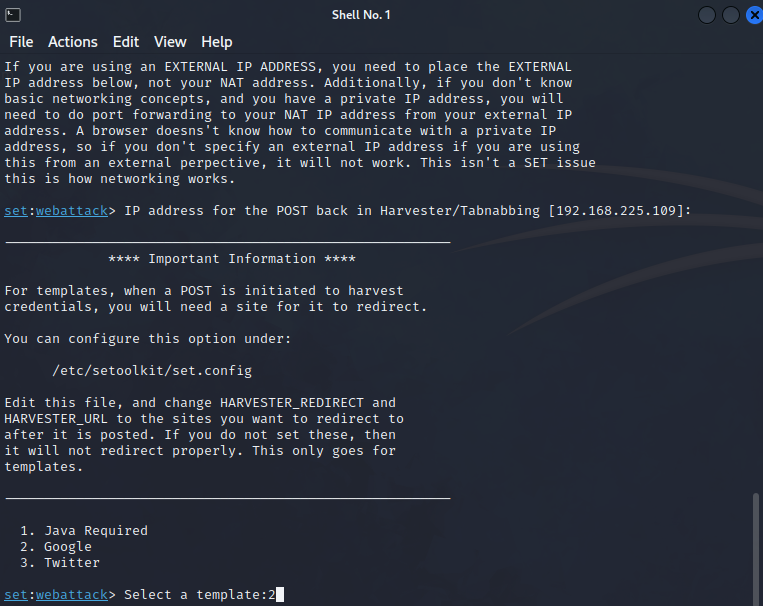 Shell No. 1
File Actions Edit View Help
If you are using an EXTERNAL IP ADDRESS, you need to place the EXTERNAL
IP address below, not your NAT address. Additionally, if you don't know
basic networking concepts, and you have a private IP address, you will
need to do port forwarding to your NAT IP address from your external IP
address. A browser doesns't know how to communicate with a private IP
address, so if you don't specify an external IP address if you are using
this from an external perpective, it will not work. This isn't a SET issue
this is how networking works.
set:webattack> IP address for the POST back in Harvester/Tabnabbing [192.168.225.109]:
**** Important Information ****
For templates, when a POST is initiated to harvest
credentials, you will need a site for it to redirect.
You can configure this option under:
/etc/setoolkit/set.config
Edit this file, and change HARVESTER_REDIRECT and
HARVESTER_URL to the sites you want to redirect to
after it is posted. If you do not set these, then
it will not redirect properly. This only goes for
templates.
1. Java Required
2. Google
3. Twitter
set:webattack> Select a template:2